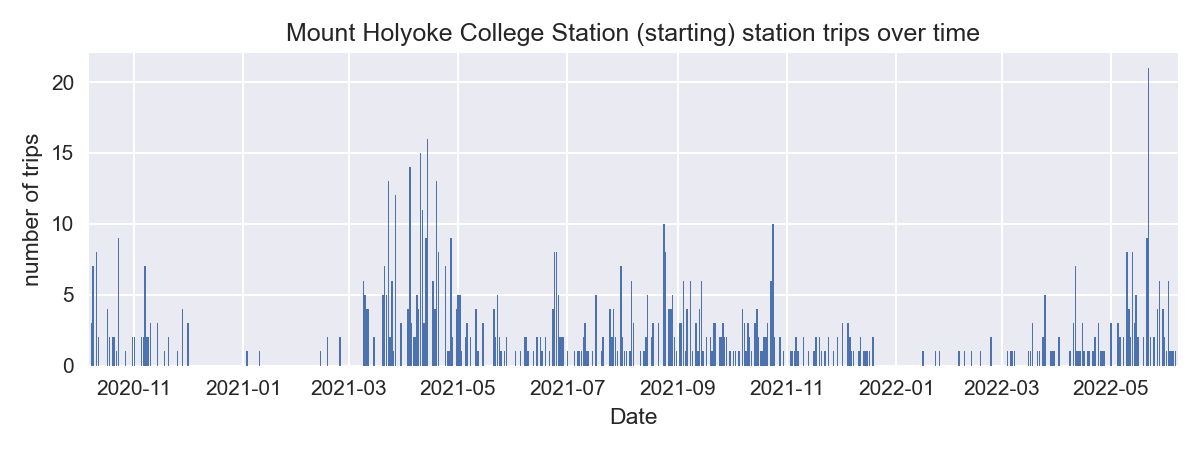 Mount Holyoke College Station (starting) station trips over time
number of trips
20
15
10
5
0
2020-11 2021-01 2021-03 2021-05 2021-07 2021-09 2021-11 2022-01 2022-03 2022-05
Date